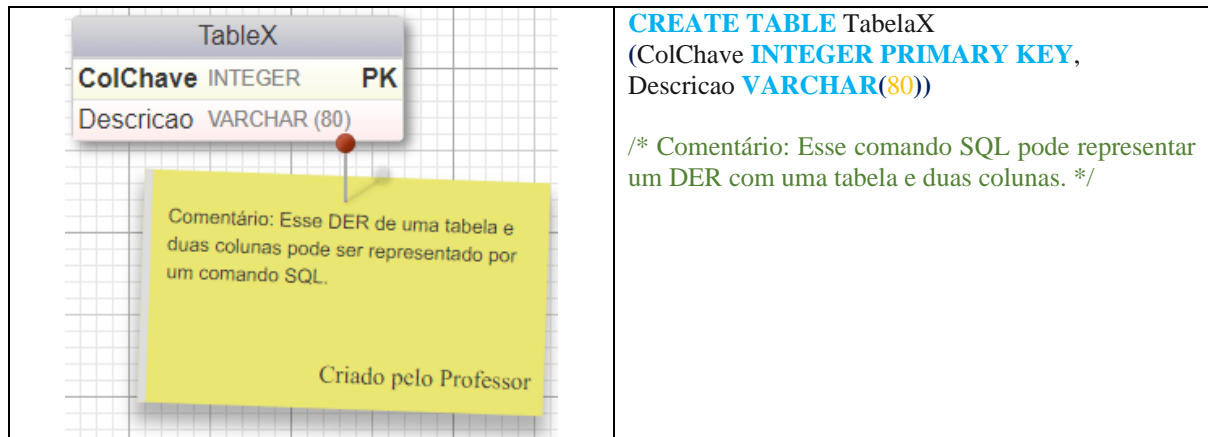 TableX
ColChave INTEGER PK
Descricao VARCHAR (80)
Comentário: Esse DER de uma tabela e
duas colunas pode ser representado por
um comando SQL.
Criado pelo Professor
CREATE TABLE TabelaX
(ColChave INTEGER PRIMARY KEY,
Descricao VARCHAR(80))
/* Comentário: Esse comando SQL pode representar
um DER com uma tabela e duas colunas. */